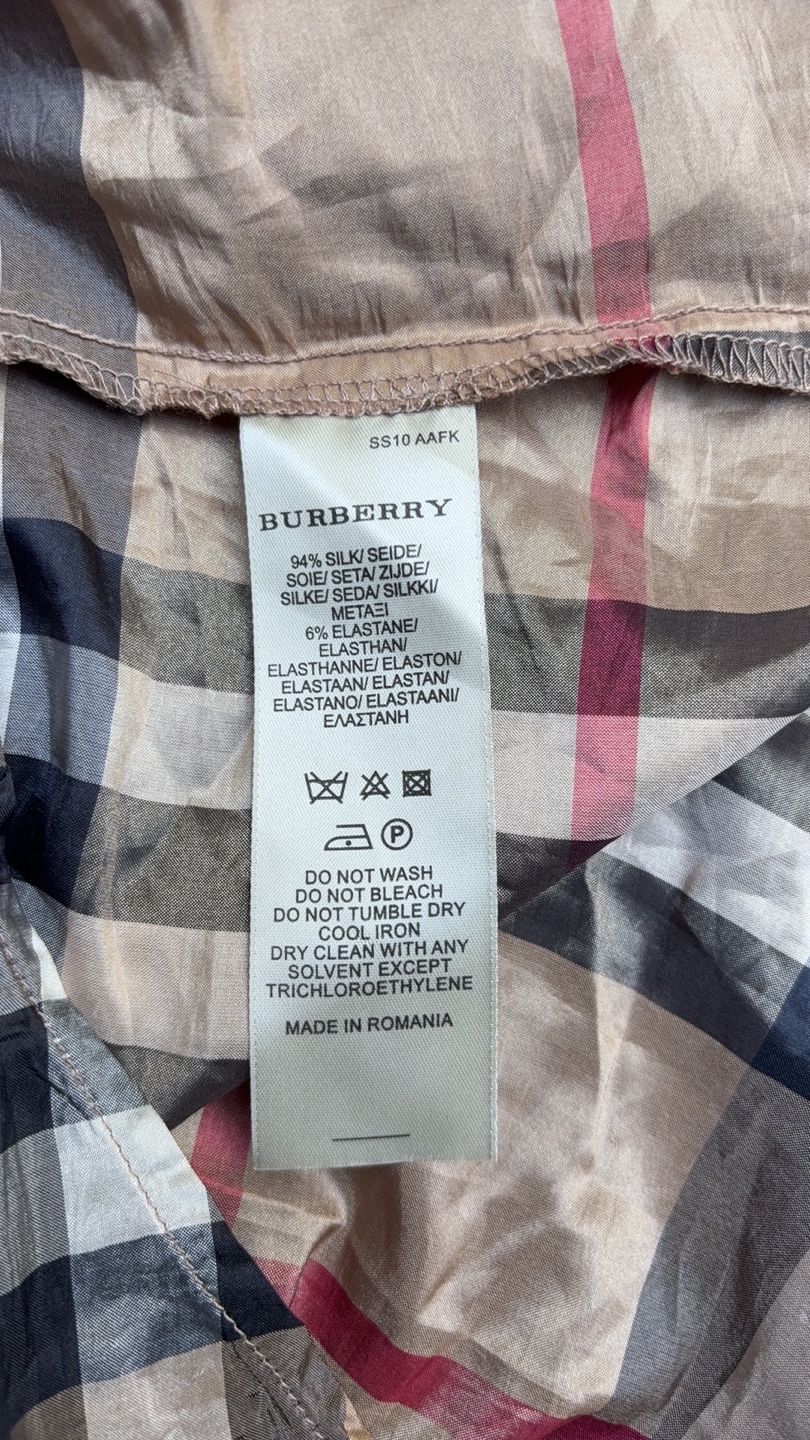 SS10 AAFK
BURBERRY
94% SILK/ SEIDE/
SOIE/ SETA/ ZIJDE/
SILKE/ SEDA/ SILKKI/
ΜΕΤΑΞΙ
6% ELASTANE/
ELASTHAN/
ELASTHANNE/ ELASTON/
ELASTAAN/ ELASTAN/
ELASTANO/ ELASTAANI/
ΕΛΑΣΤΑΝΗ
P
DO NOT WASH
DO NOT BLEACH
DO NOT TUMBLE DRY
COOL IRON
DRY CLEAN WITH ANY
SOLVENT EXCEPT
TRICHLOROETHYLENE
MADE IN ROMANIA